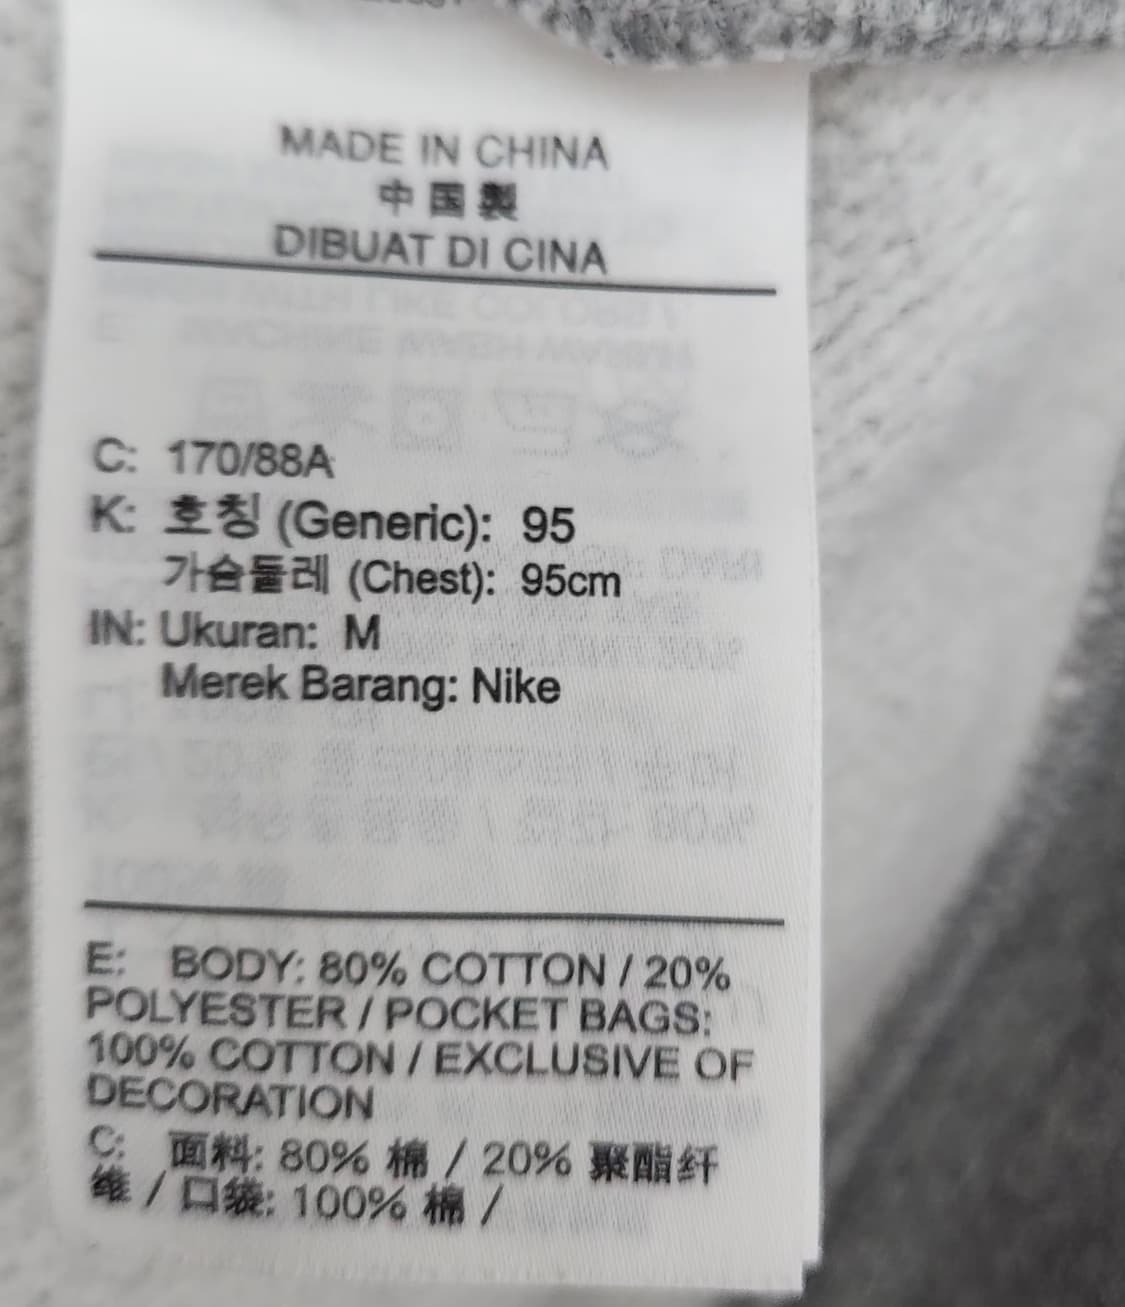 MADE IN CHINA
中国製
DIBUAT DI CINA
C: 170/88A
K: 호칭 (Generic): 95
가슴둘레 (Chest): 95cm
IN: Ukuran: M
Merek Barang: Nike
E: BODY: 80% COTTON / 20%
POLYESTER / POCKET BAGS:
100% COTTON / EXCLUSIVE OF
DECORATION
C: 面料: 80% 棉 / 20% 聚酯纤
维 / 口袋: 100% 棉 /